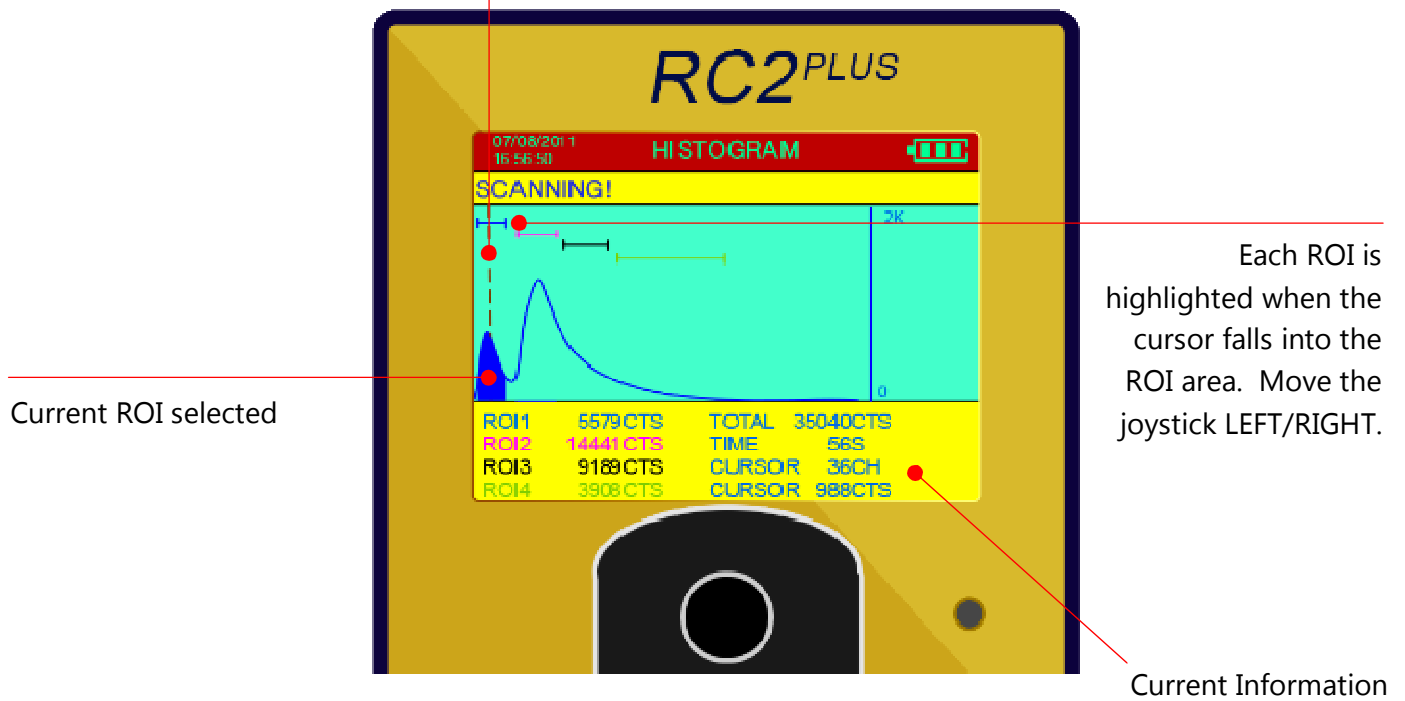 RC2PLUS
07/08/2011
16:56:50
HISTOGRAM
SCANNING!
2K
0
ROI1 5579CTS TOTAL 35040CTS
ROI2 14441CTS TIME 56S
ROI3 9189CTS CURSOR 36CH
ROI4 3908CTS CURSOR 988CTS
Each ROI is
highlighted when the
cursor falls into the
ROI area. Move the
joystick LEFT/RIGHT.
Current ROI selected
Current Information